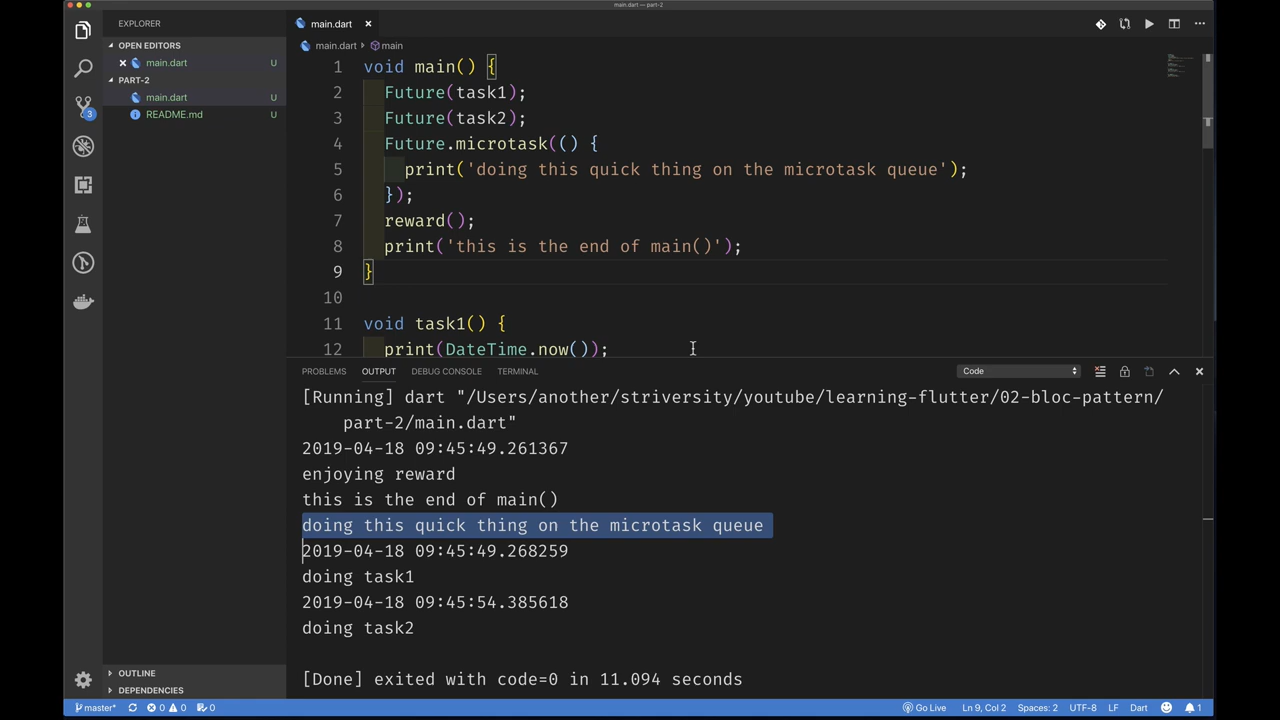 main.dart — part-2
EXPLORER
OPEN EDITORS
main.dart U
PART-2
main.dart U
README.md U
3
main.dart
main.dart main
1 void main() {
2 Future(task1);
3 Future(task2);
4 Future.microtask(() {
5 print('doing this quick thing on the microtask queue');
6 });
7 reward();
8 print('this is the end of main()');
9 }
10
11 void task1() {
12 print(DateTime.now());
PROBLEMS OUTPUT DEBUG CONSOLE TERMINAL Code
[Running] dart "/Users/another/striversity/youtube/learning-flutter/02-bloc-pattern/
part-2/main.dart"
2019-04-18 09:45:49.261367
enjoying reward
this is the end of main()
doing this quick thing on the microtask queue
2019-04-18 09:45:49.268259
doing task1
2019-04-18 09:45:54.385618
doing task2
[Done] exited with code=0 in 11.094 seconds
OUTLINE
DEPENDENCIES
master* 0 0 0 Go Live Ln 9, Col 2 Spaces: 2 UTF-8 LF Dart 1